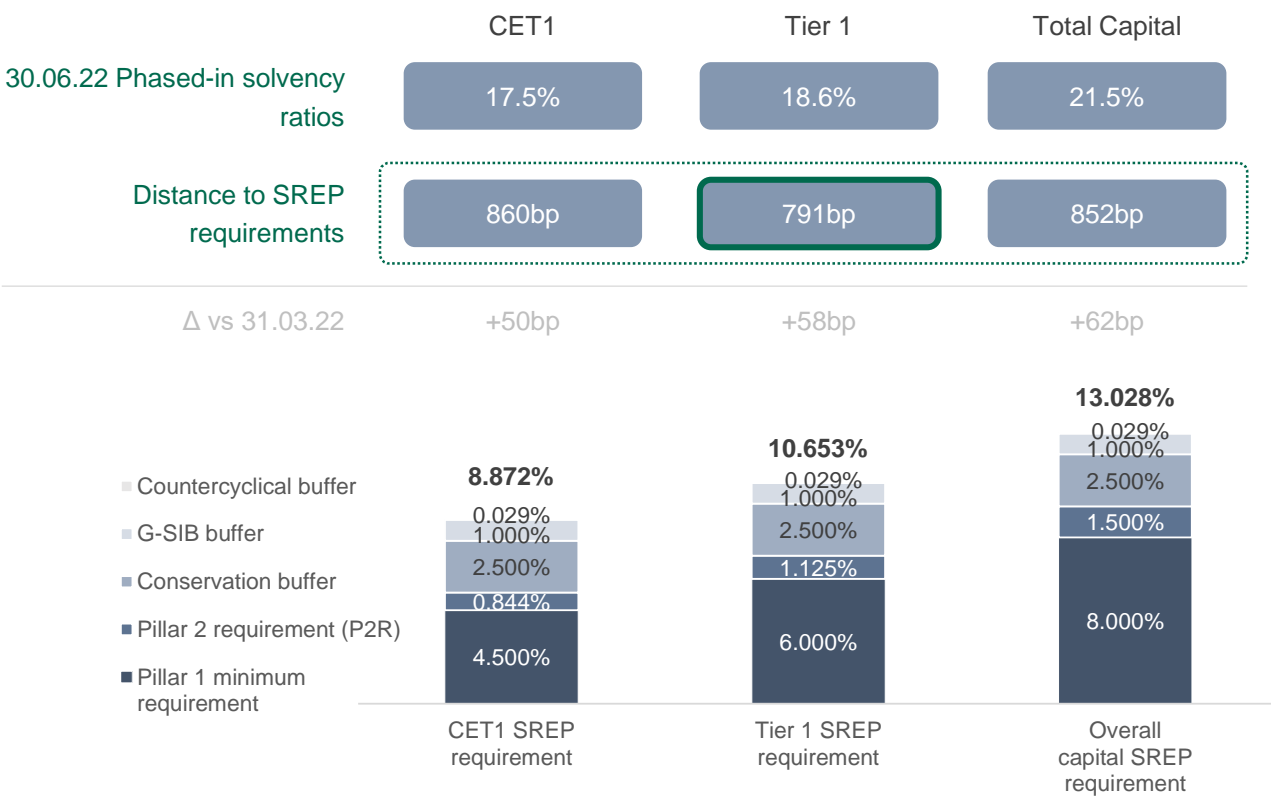 CET1 Tier 1 Total Capital
30.06.22 Phased-in solvency
ratios
17.5% 18.6% 21.5%
Distance to SREP
requirements
860bp 791bp 852bp
Δ vs 31.03.22 +50bp +58bp +62bp
Countercyclical buffer
G-SIB buffer
Conservation buffer
Pillar 2 requirement (P2R)
Pillar 1 minimum
requirement
8.872%
0.029%
1.000%
2.500%
0.844%
4.500%
CET1 SREP
requirement
10.653%
0.029%
1.000%
2.500%
1.125%
6.000%
Tier 1 SREP
requirement
13.028%
0.029%
1.000%
2.500%
1.500%
8.000%
Overall
capital SREP
requirement